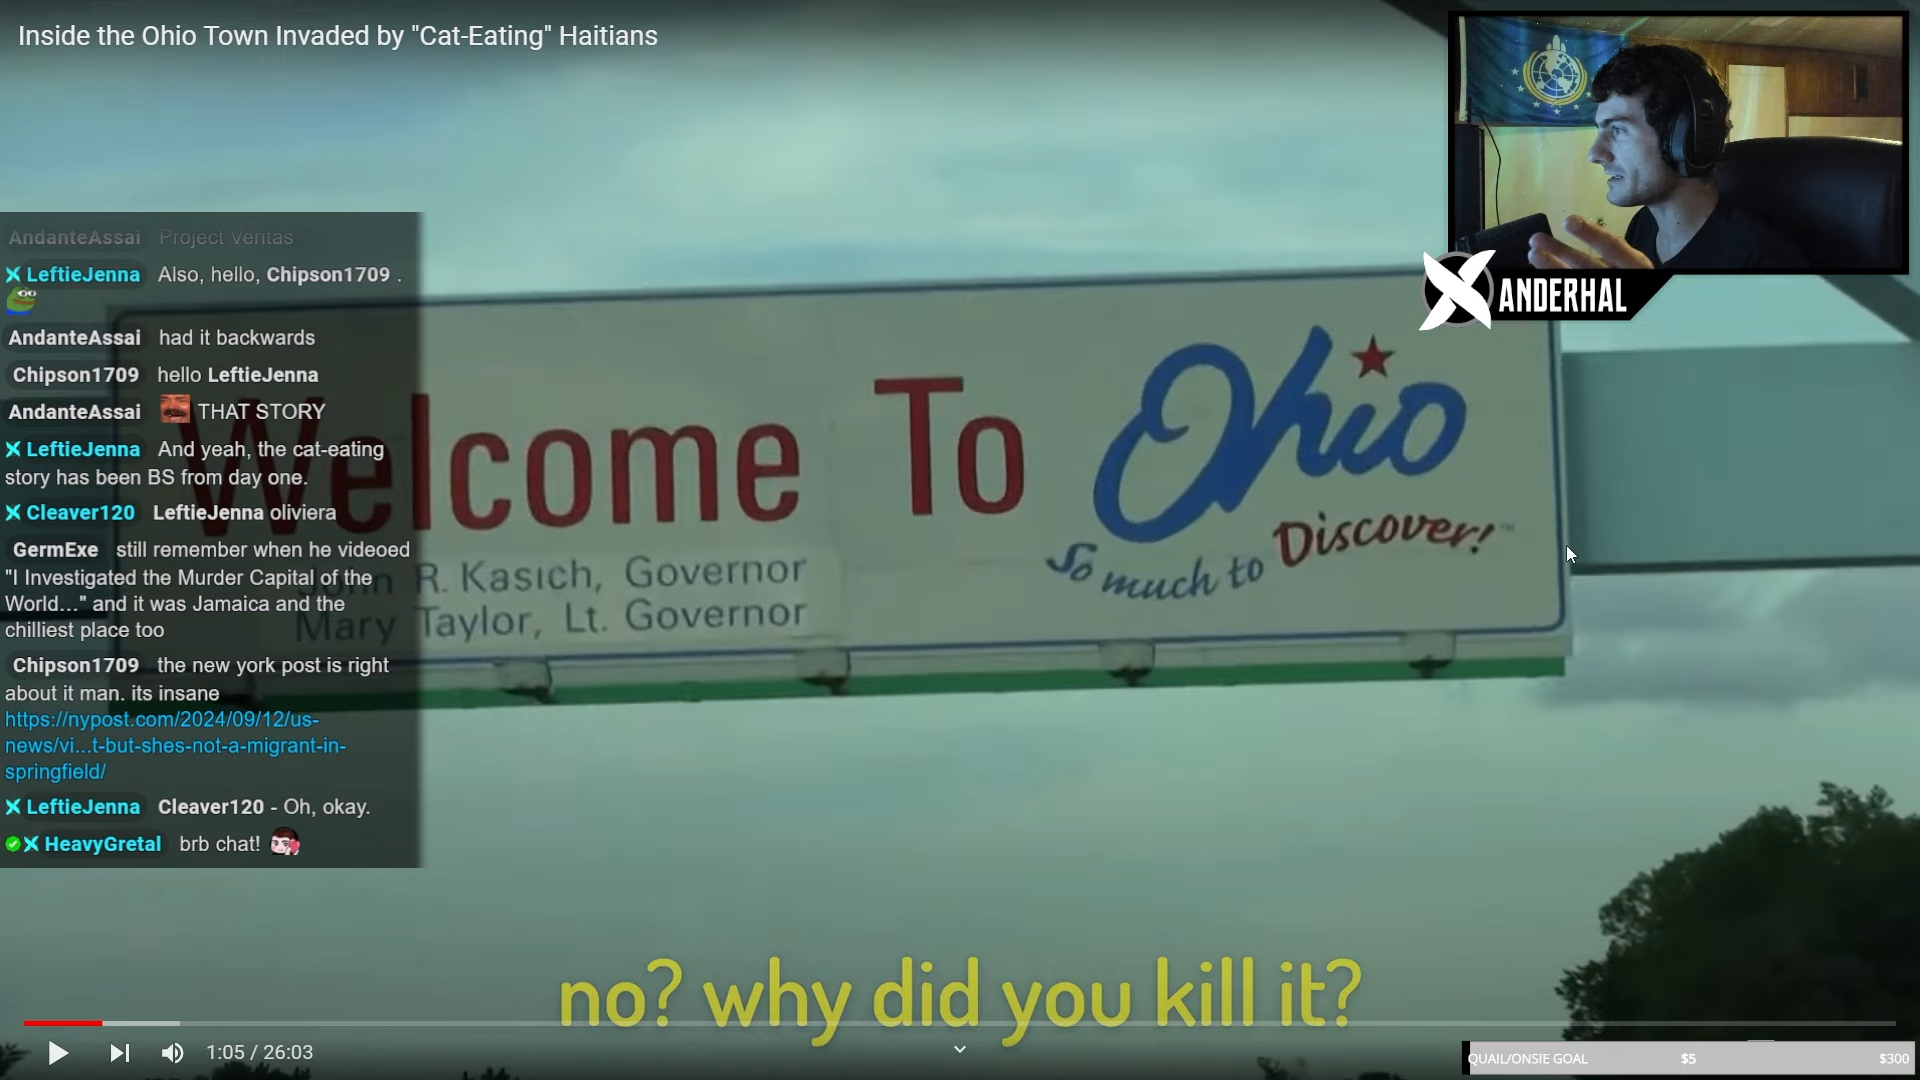 Inside the Ohio Town Invaded by "Cat-Eating" Haitians
ANDERHAL
AndanteAssai Project Veritas
LeftieJenna Also, hello, Chipson1709 .
AndanteAssai had it backwards
Chipson1709 hello LeftieJenna
AndanteAssai THAT STORY
LeftieJenna And yeah, the cat-eating
story has been BS from day one.
Cleaver120 LeftieJenna oliviera
GermExe still remember when he videoed
"I Investigated the Murder Capital of the
World..." and it was Jamaica and the
chilliest place too
Chipson1709 the new york post is right
about it man. its insane
https://nypost.com/2024/09/12/us-
news/vi...t-but-shes-not-a-migrant-in-
springfield/
LeftieJenna Cleaver120 - Oh, okay.
HeavyGretal brb chat!
Welcome To Ohio
So much to Discover!
John R. Kasich, Governor
Mary Taylor, Lt. Governor
no? why did you kill it?
1:05 / 26:03
QUAIL/ONSIE GOAL $5 $300